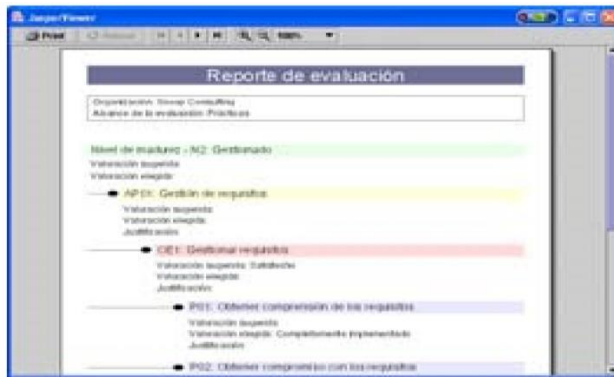 JasperViewer
Print Reload 100%
Reporte de evaluación
Organización: Consulting
Alcance de la evaluación: Prácticas
Nivel de madurez - N2: Gestionado
Valoración sugerida:
Valoración elegida:
AP01: Gestión de requisitos
Valoración sugerida:
Valoración elegida:
Justificación:
OE1: Gestionar requisitos
Valoración sugerida: Satisfecho
Valoración elegida:
Justificación:
P01: Obtener comprensión de los requisitos
Valoración sugerida:
Valoración elegida: Completamente implementado
Justificación:
P02: Obtener compromiso con los requisitos